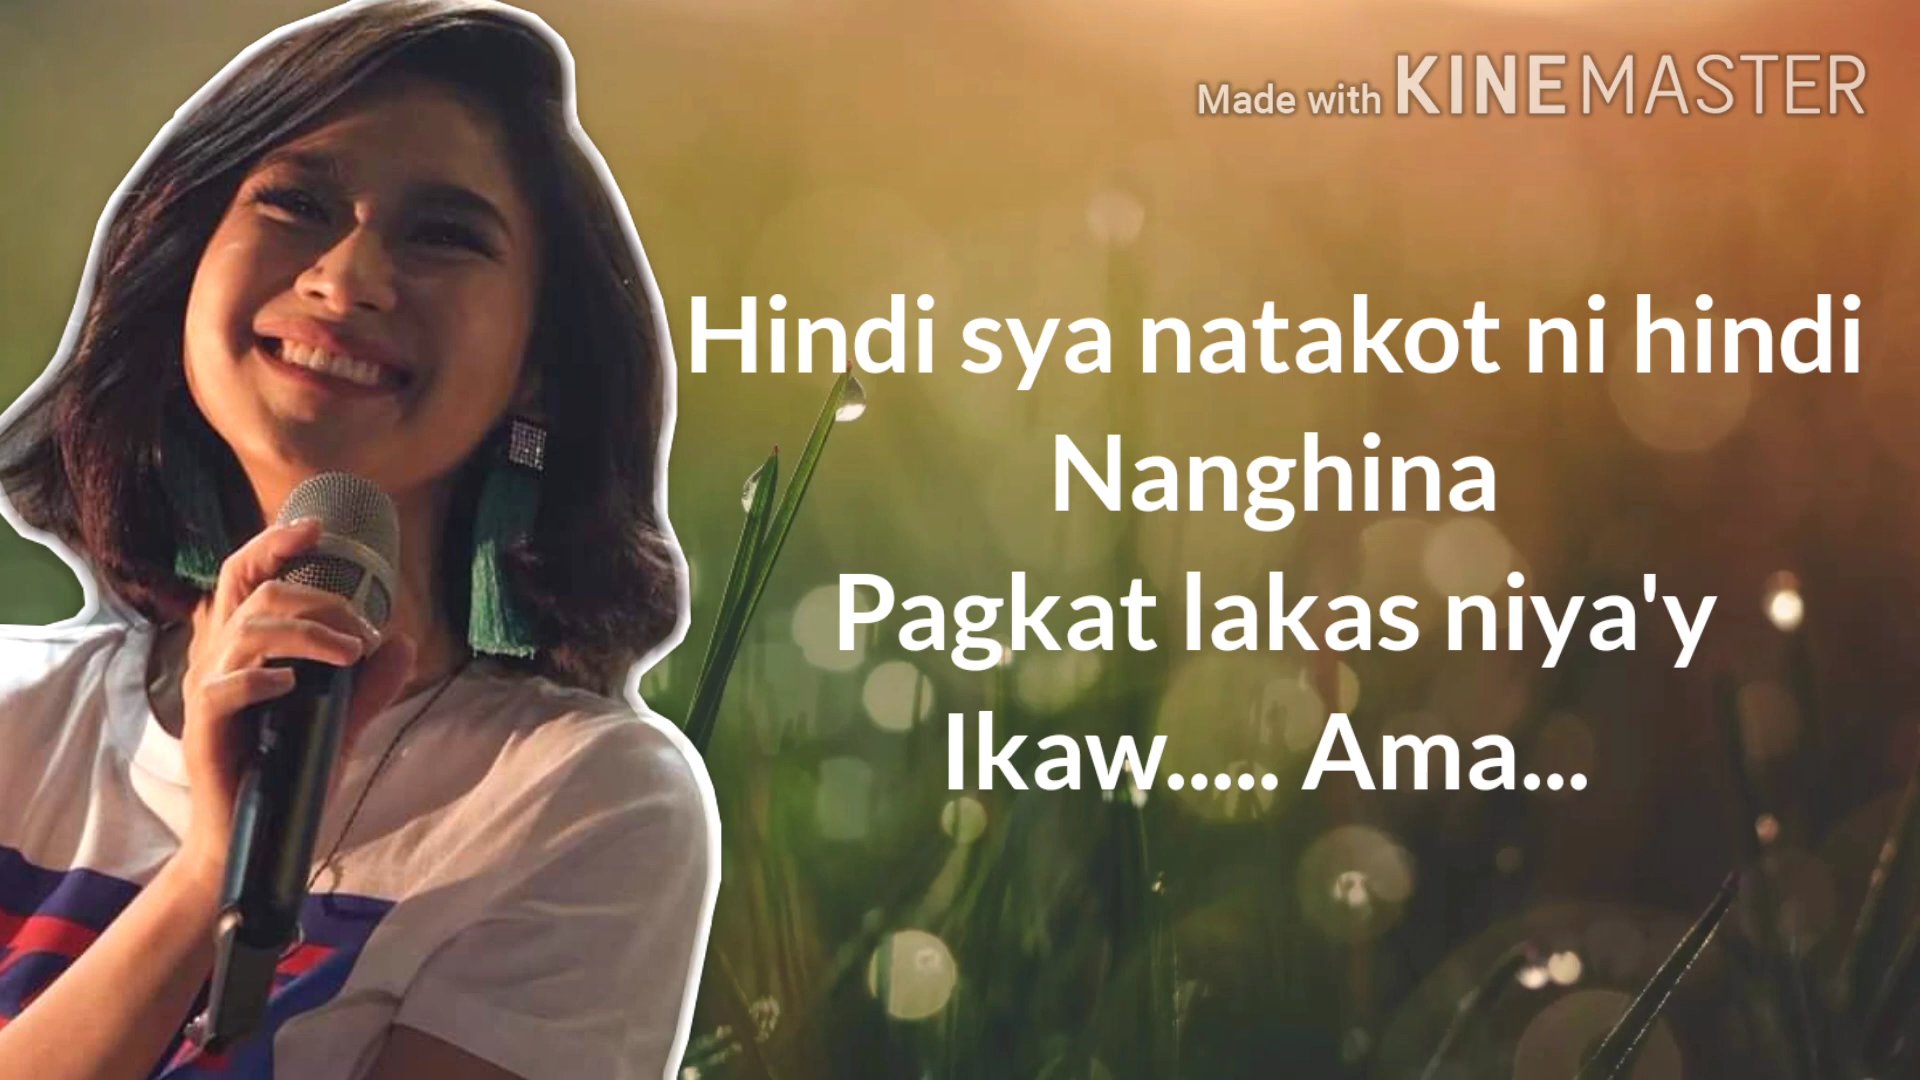 Made with KINEMASTER
Hindi sya natakot ni hindi
Nanghina
Pagkat lakas niya'y
Ikaw..... Ama...